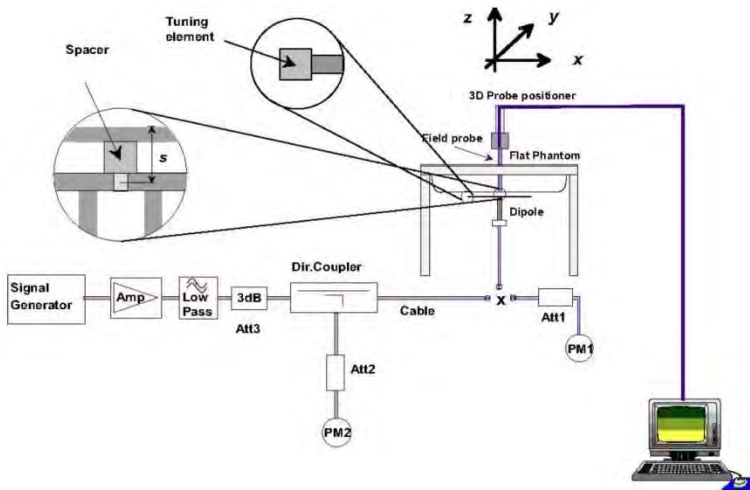 Tuning
element
Spacer
s
z
y
x
3D Probe positioner
Field probe
Flat Phantom
Dipole
Signal
Generator
Amp
Low
Pass
3dB
Att3
Dir.Coupler
Cable
x
Att1
PM1
Att2
PM2